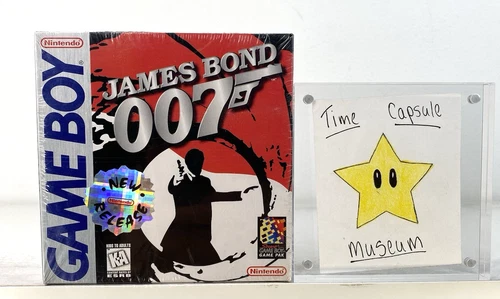 Nintendo
GAME BOY
JAMES BOND
007
NEW
Nintendo
RELEASE
KIDS TO ADULTS
K-A
ESRB
GAME BOY
GAME PAK
Nintendo
Time Capsule
Museum